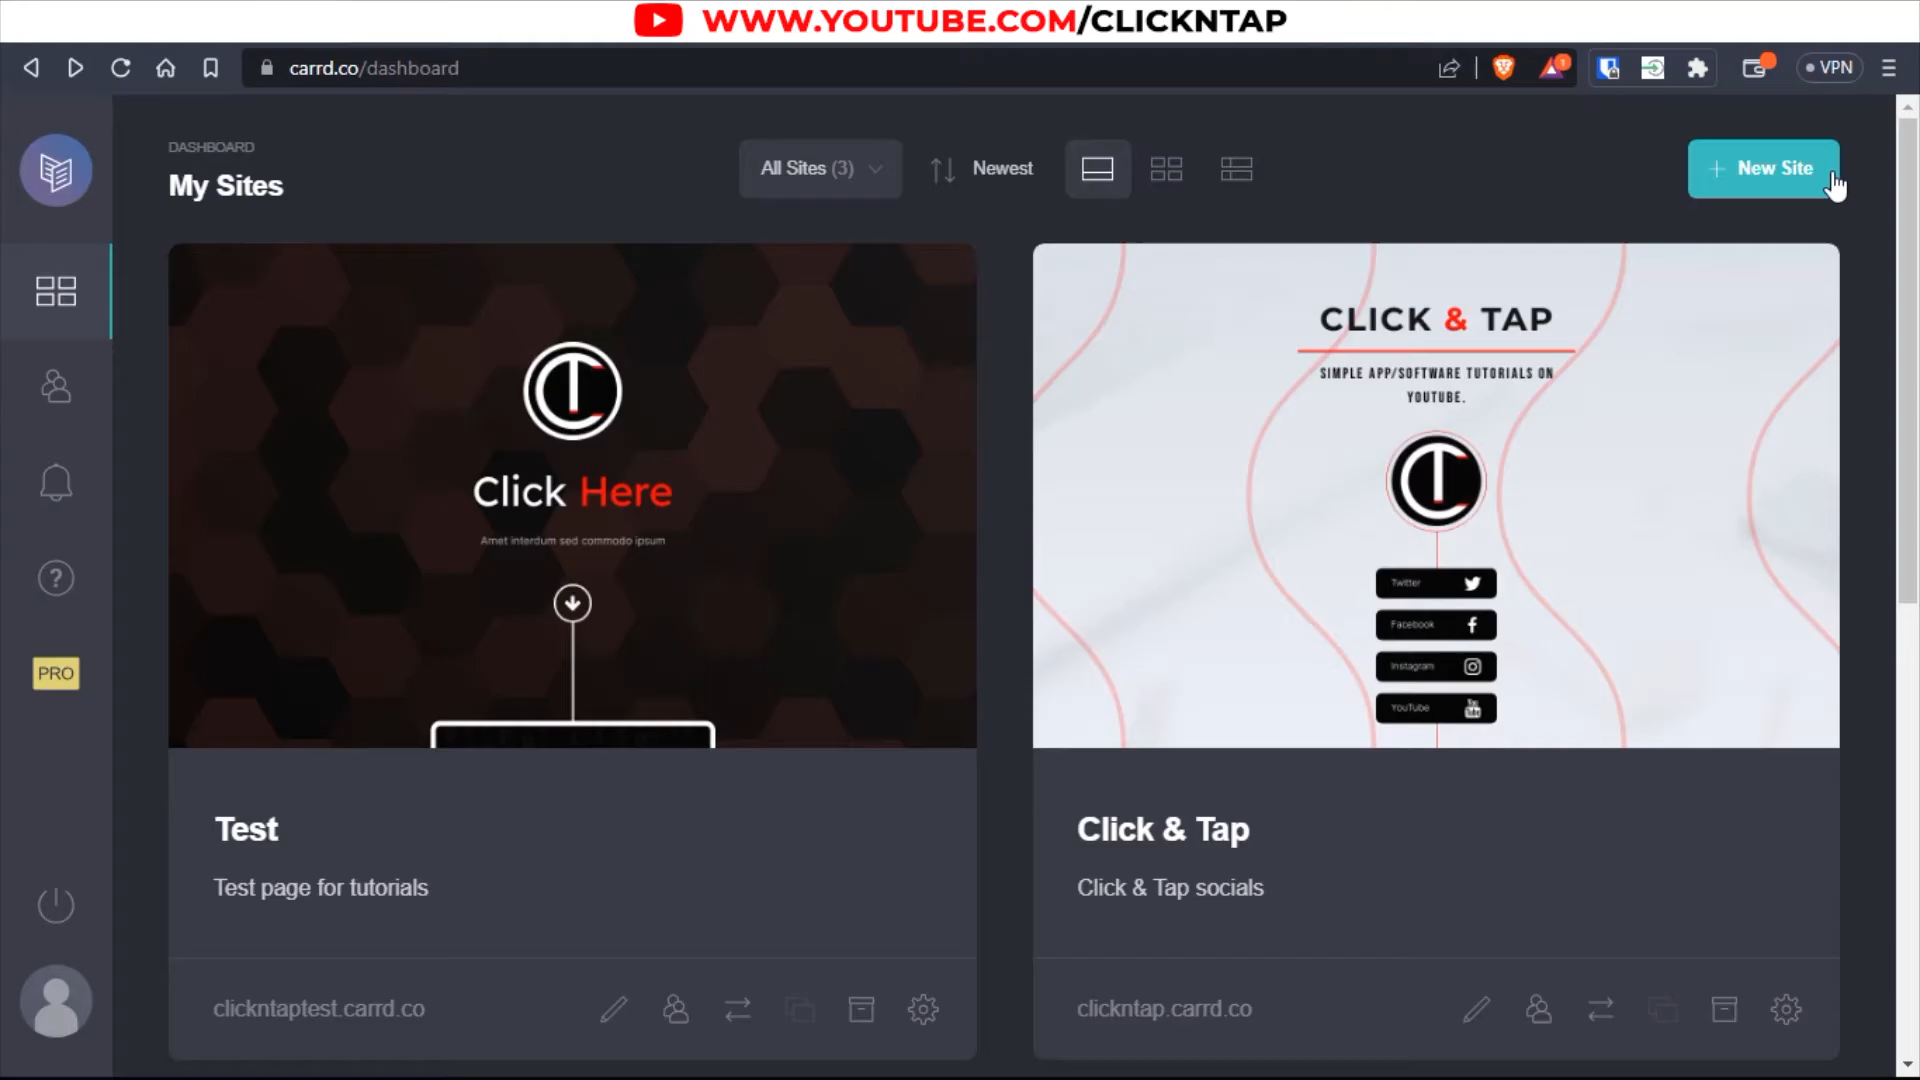 WWW.YOUTUBE.COM/CLICKNTAP
carrd.co/dashboard
1
VPN
DASHBOARD
My Sites
All Sites (3)
Newest
+ New Site
Click Here
Amet interdum sed commodo ipsum
CLICK & TAP
SIMPLE APP/SOFTWARE TUTORIALS ON
YOUTUBE.
Twitter
Facebook
Instagram
YouTube
PRO
Test
Test page for tutorials
clickntaptest.carrd.co
Click & Tap
Click & Tap socials
clickntap.carrd.co